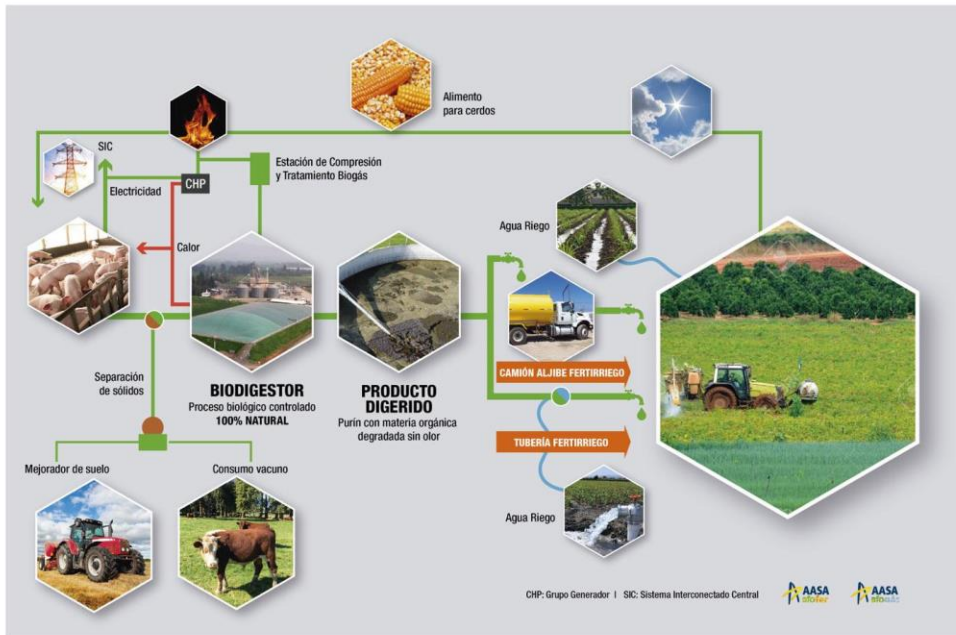 Alimento
para cerdos
SIC
Estación de Compresión
y Tratamiento Biogás
CHP
Electricidad
Agua Riego
Calor
CAMIÓN ALJIBE FERTIRRIEGO
Separación
de sólidos
BIODIGESTOR
Proceso biológico controlado
100% NATURAL
PRODUCTO
DIGERIDO
Purín con materia orgánica
degradada sin olor
TUBERÍA FERTIRRIEGO
Mejorador de suelo
Consumo vacuno
Agua Riego
CHP: Grupo Generador I SIC: Sistema Interconectado Central
AASA
AASA